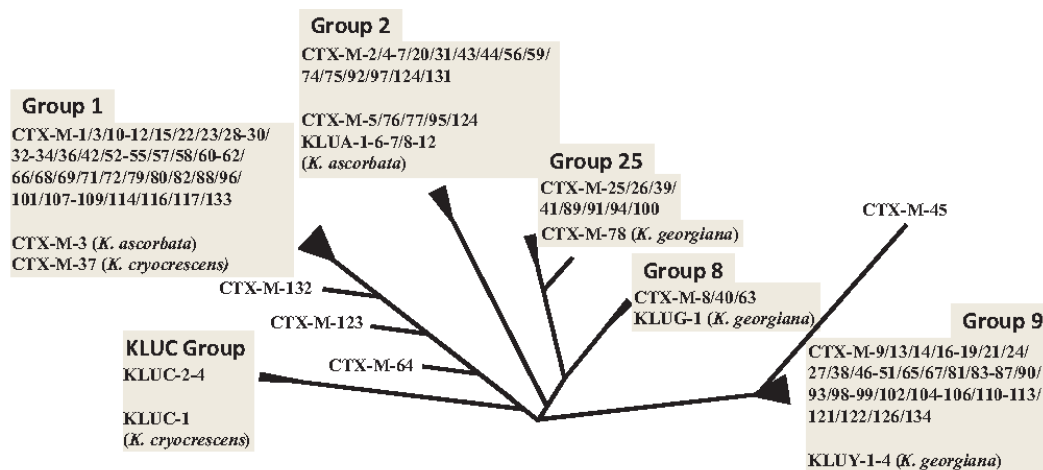 Group 2
CTX-M-2/4-7/20/31/43/44/56/59/
74/75/92/97/124/131
CTX-M-5/76/77/95/124
KLUA-1-6-7/8-12
(K. ascorbata)
Group 1
CTX-M-1/3/10-12/15/22/23/28-30/
32-34/36/42/52-55/57/58/60-62/
66/68/69/71/72/79/80/82/88/96/
101/107-109/114/116/117/133
CTX-M-3 (K. ascorbata)
CTX-M-37 (K. cryocrescens)
Group 25
CTX-M-25/26/39/
41/89/91/94/100
CTX-M-78 (K. georgiana)
CTX-M-45
Group 8
CTX-M-8/40/63
KLUG-1 (K. georgiana)
CTX-M-132
CTX-M-123
CTX-M-64
KLUC Group
KLUC-2-4
KLUC-1
(K. cryocrescens)
Group 9
CTX-M-9/13/14/16-19/21/24/
27/38/46-51/65/67/81/83-87/90/
93/98-99/102/104-106/110-113/
121/122/126/134
KLUY-1-4 (K. georgiana)